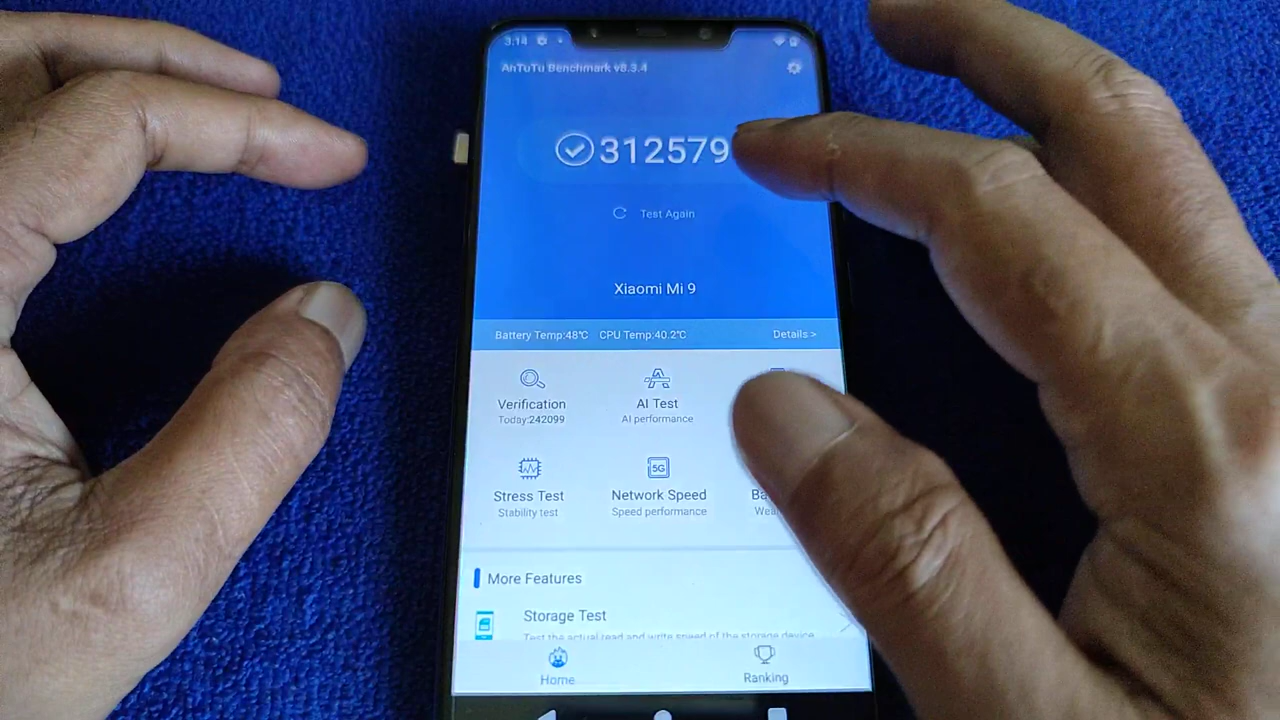 3:14
AnTuTu Benchmark v8.3.4
312579
Test Again
Xiaomi Mi 9
Battery Temp:48℃ CPU Temp:40.2℃ Details >
Verification
Today:242099
AI Test
AI performance
Stress Test
Stability test
5G
Network Speed
Speed performance
More Features
Storage Test
Test the actual read and write speed of the storage device
Home
Ranking